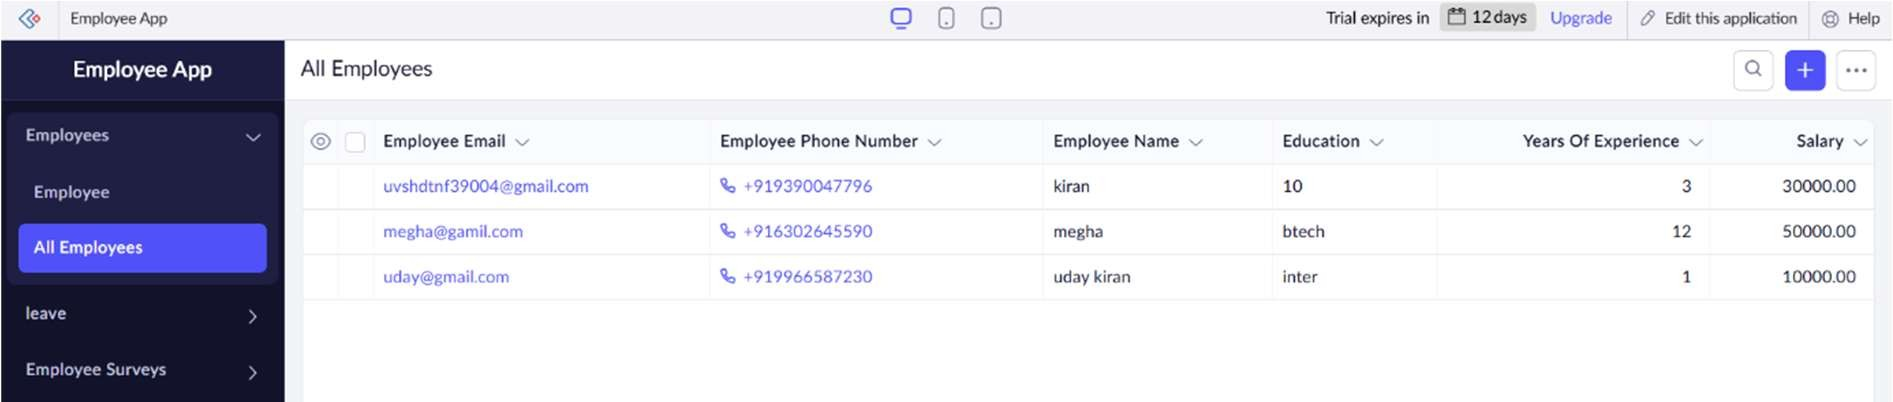 Employee App Trial expires in 12 days Upgrade Edit this application Help
Employee App
All Employees
Employees
Employee
All Employees
leave
Employee Surveys
Employee Email Employee Phone Number Employee Name Education Years Of Experience Salary
uvshdtnf39004@gmail.com +919390047796 kiran 10 3 30000.00
megha@gamil.com +916302645590 megha btech 12 50000.00
uday@gmail.com +919966587230 uday kiran inter 1 10000.00